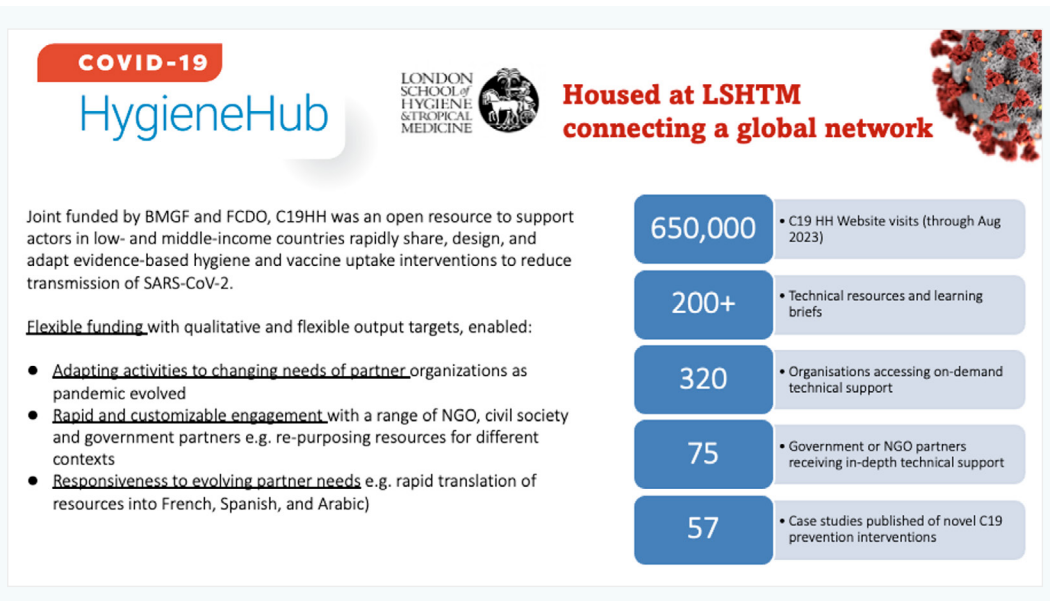 COVID-19
HygieneHub
LONDON
SCHOOL of
HYGIENE
& TROPICAL
MEDICINE
Housed at LSHTM
connecting a global network
Joint funded by BMGF and FCDO, C19HH was an open resource to support
actors in low- and middle-income countries rapidly share, design, and
adapt evidence-based hygiene and vaccine uptake interventions to reduce
transmission of SARS-CoV-2.
Flexible funding with qualitative and flexible output targets, enabled:
● Adapting activities to changing needs of partner organizations as
pandemic evolved
● Rapid and customizable engagement with a range of NGO, civil society
and government partners e.g. re-purposing resources for different
contexts
● Responsiveness to evolving partner needs e.g. rapid translation of
resources into French, Spanish, and Arabic)
650,000
• C19 HH Website visits (through Aug
2023)
200+
• Technical resources and learning
briefs
320
• Organisations accessing on-demand
technical support
75
• Government or NGO partners
receiving in-depth technical support
57
• Case studies published of novel C19
prevention interventions